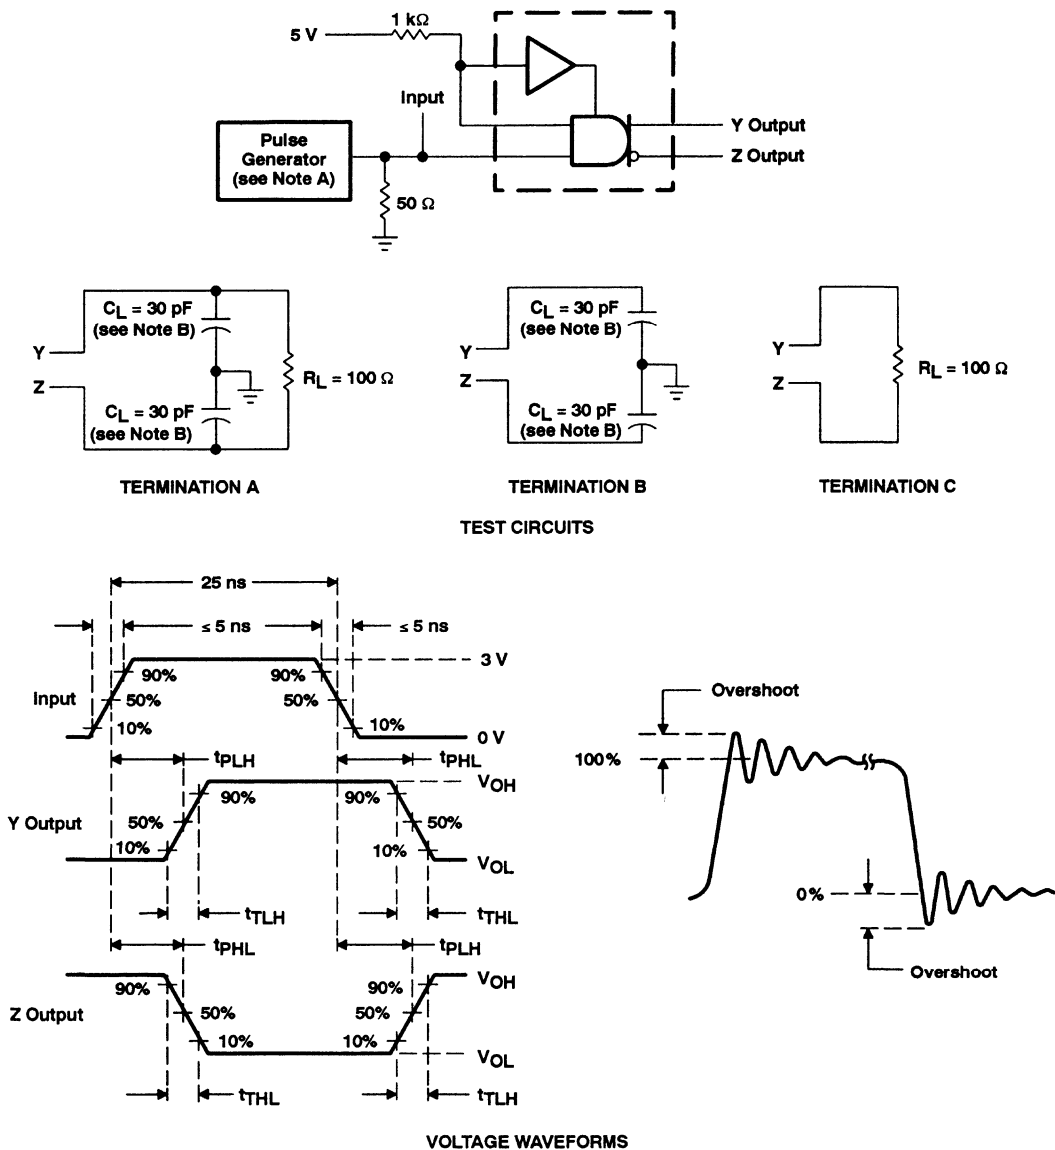 1 kΩ
5 V
Input
Pulse
Generator
(see Note A)
50 Ω
Y Output
Z Output
CL = 30 pF
(see Note B)
Y
Z
CL = 30 pF
(see Note B)
RL = 100 Ω
TERMINATION A
CL = 30 pF
(see Note B)
Y
Z
CL = 30 pF
(see Note B)
TERMINATION B
Y
Z
RL = 100 Ω
TERMINATION C
TEST CIRCUITS
25 ns
≤ 5 ns
≤ 5 ns
3 V
90%
90%
Input
50%
50%
10%
10%
0 V
tPLH
tPHL
VOH
90%
90%
Y Output
50%
50%
10%
10%
VOL
tTLH
tTHL
tPHL
tPLH
VOH
90%
90%
Z Output
50%
50%
10%
10%
VOL
tTHL
tTLH
Overshoot
100%
0%
Overshoot
VOLTAGE WAVEFORMS